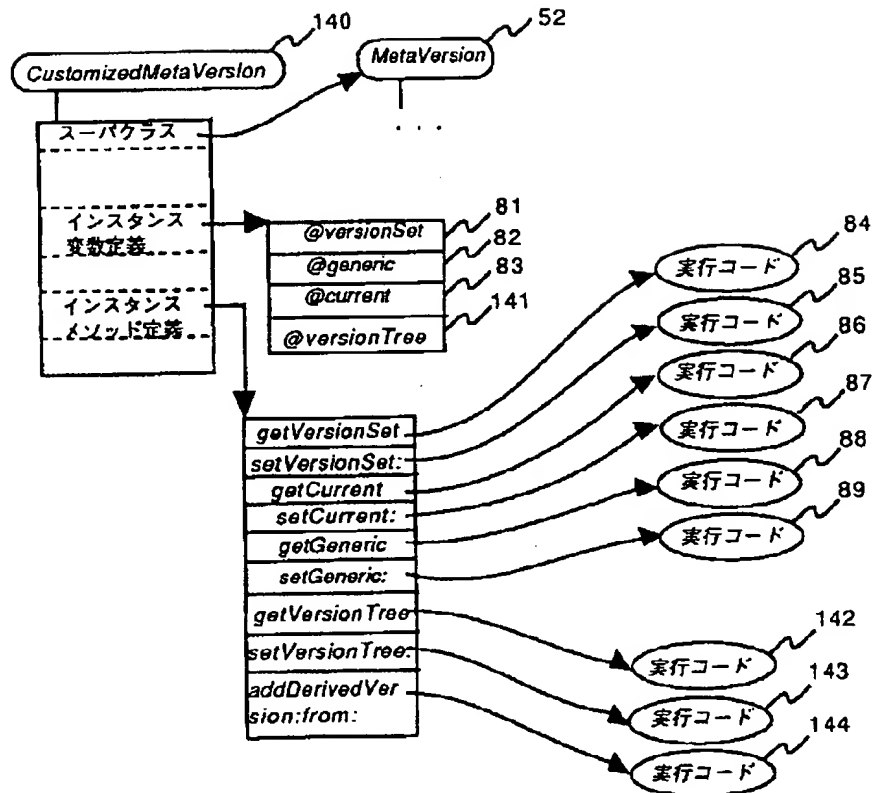 140
CustomizedMetaVersion
52
MetaVersion
スーパクラス
. . .
インスタンス
変数定義
インスタンス
メソッド定義
@versionSet
81
@generic
82
@current
83
@versionTree
141
getVersionSet
setVersionSet:
getCurrent
setCurrent:
getGeneric
setGeneric:
getVersionTree
setVersionTree:
addDerivedVer
sion:from:
実行コード
84
実行コード
85
実行コード
86
実行コード
87
実行コード
88
実行コード
89
実行コード
142
実行コード
143
実行コード
144